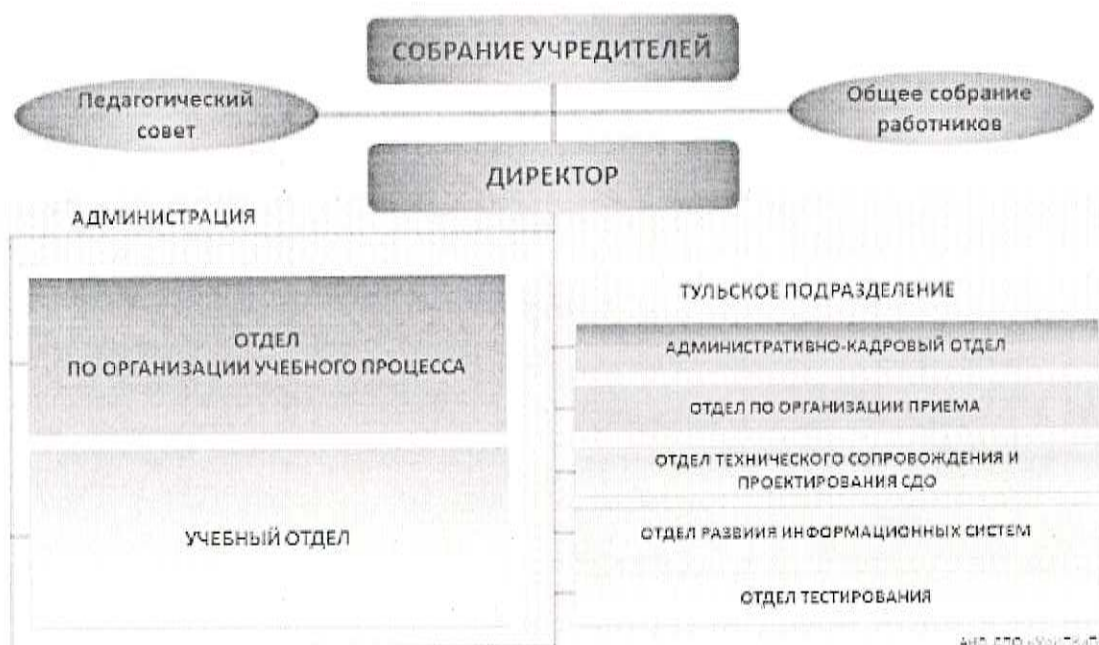 СОБРАНИЕ УЧРЕДИТЕЛЕЙ
Педагогический
совет
Общее собрание
работников
ДИРЕКТОР
АДМИНИСТРАЦИЯ
ОТДЕЛ
ПО ОРГАНИЗАЦИИ УЧЕБНОГО ПРОЦЕССА
УЧЕБНЫЙ ОТДЕЛ
ТУЛЬСКОЕ ПОДРАЗДЕЛЕНИЕ
АДМИНИСТРАТИВНО-КАДРОВЫЙ ОТДЕЛ
ОТДЕЛ ПО ОРГАНИЗАЦИИ ПРИЕМА
ОТДЕЛ ТЕХНИЧЕСКОГО СОПРОВОЖДЕНИЯ И
ПРОЕКТИРОВАНИЯ СДО
ОТДЕЛ РАЗВИИЯ ИНФОРМАЦИОННЫХ СИСТЕМ
ОТДЕЛ ТЕСТИРОВАНИЯ